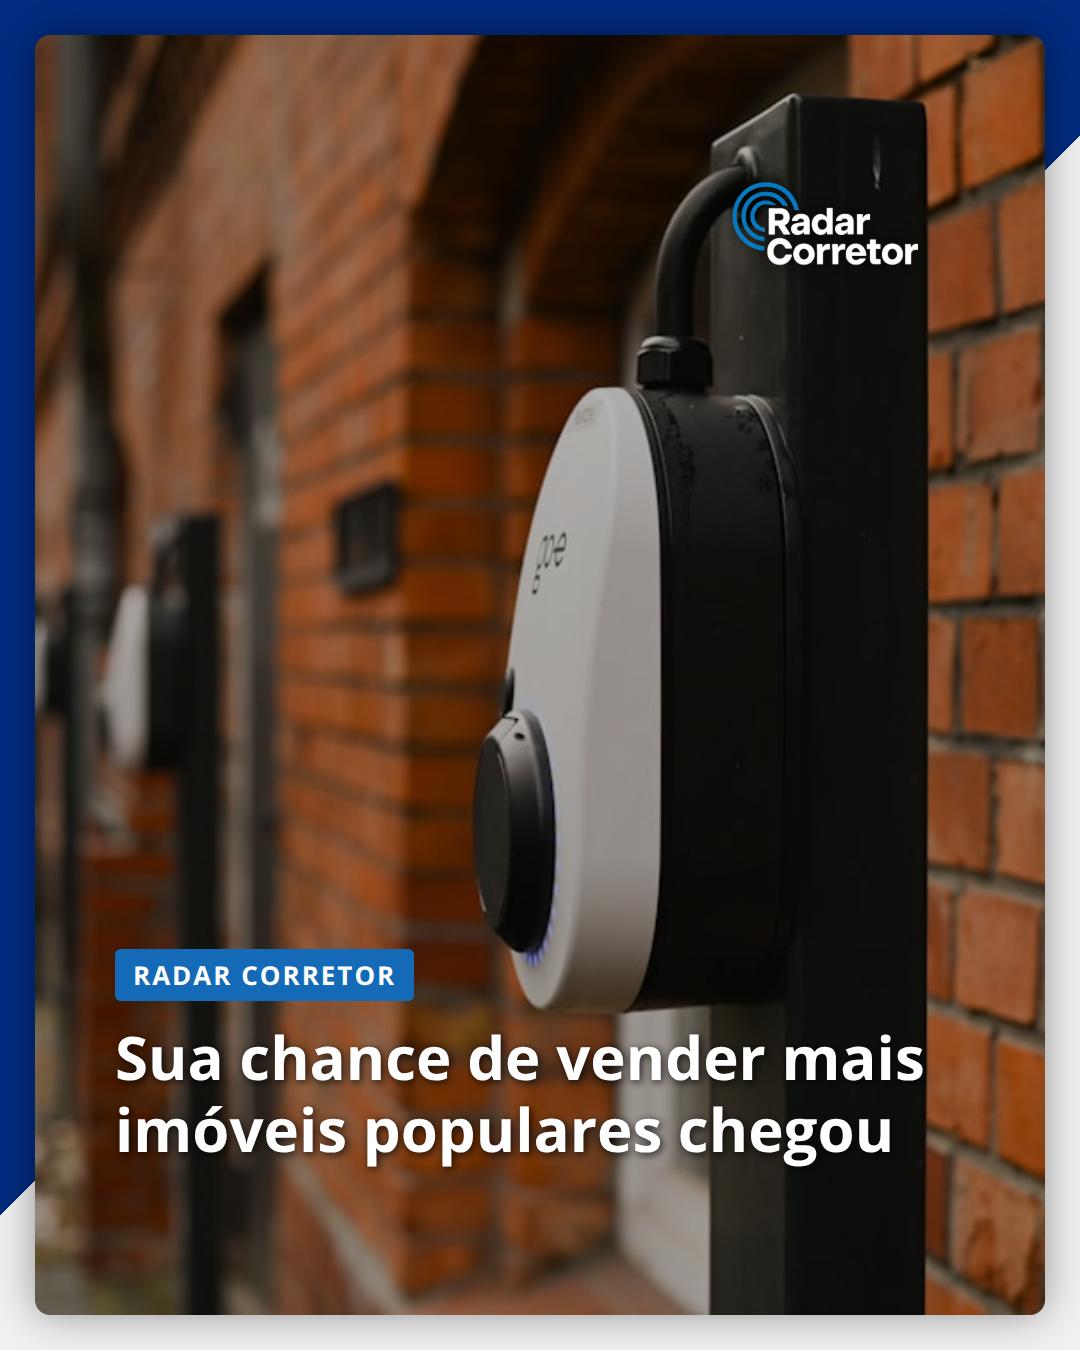 Radar
Corretor
goe
RADAR CORRETOR
Sua chance de vender mais
imóveis populares chegou